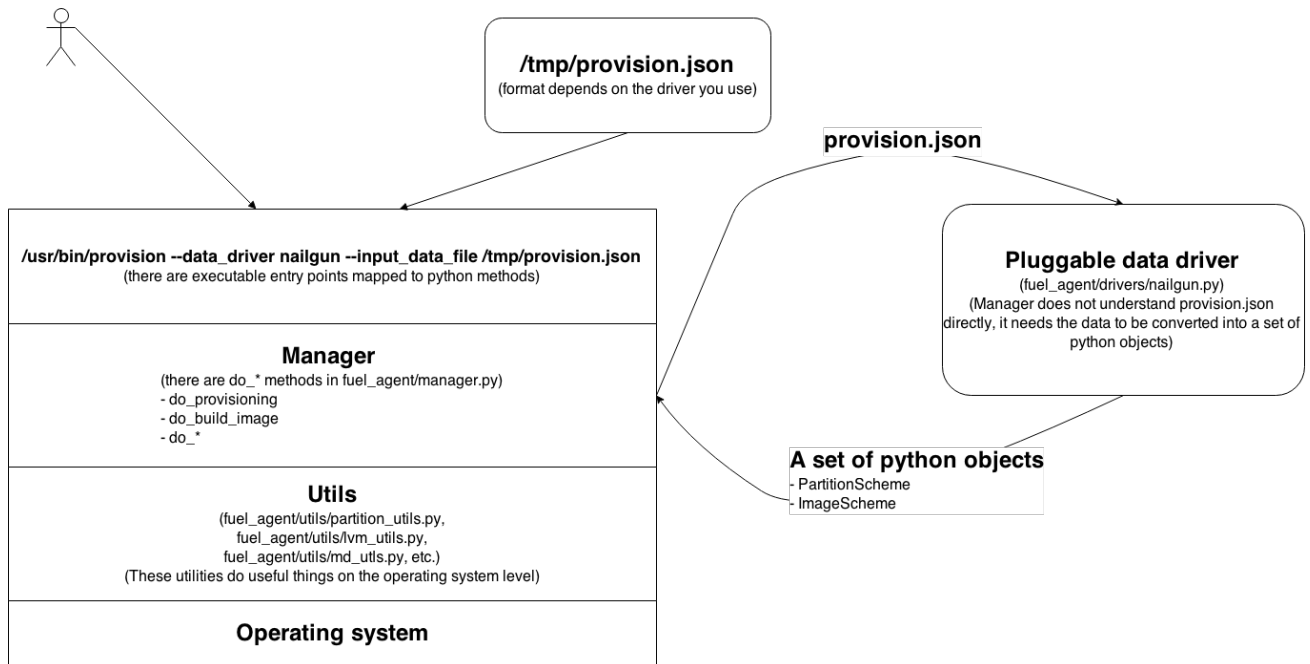 /tmp/provision.json
(format depends on the driver you use)
provision.json
/usr/bin/provision --data_driver nailgun --input_data_file /tmp/provision.json
(there are executable entry points mapped to python methods)
Pluggable data driver
(fuel_agent/drivers/nailgun.py)
(Manager does not understand provision.json
directly, it needs the data to be converted into a set of
python objects)
Manager
(there are do_* methods in fuel_agent/manager.py)
- do_provisioning
- do_build_image
- do_*
A set of python objects
- PartitionScheme
- ImageScheme
Utils
(fuel_agent/utils/partition_utils.py,
fuel_agent/utils/lvm_utils.py,
fuel_agent/utils/md_utls.py, etc.)
(These utilities do useful things on the operating system level)
Operating system